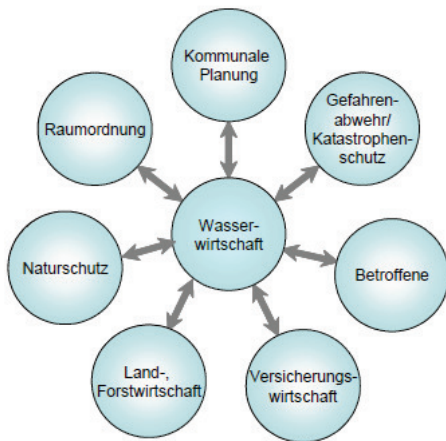 Kommunale
Planung
Gefahren-
abwehr/
Katastrophen-
schutz
Raumordnung
Wasser-
wirtschaft
Naturschutz
Betroffene
Land-,
Forstwirtschaft
Versicherungs-
wirtschaft